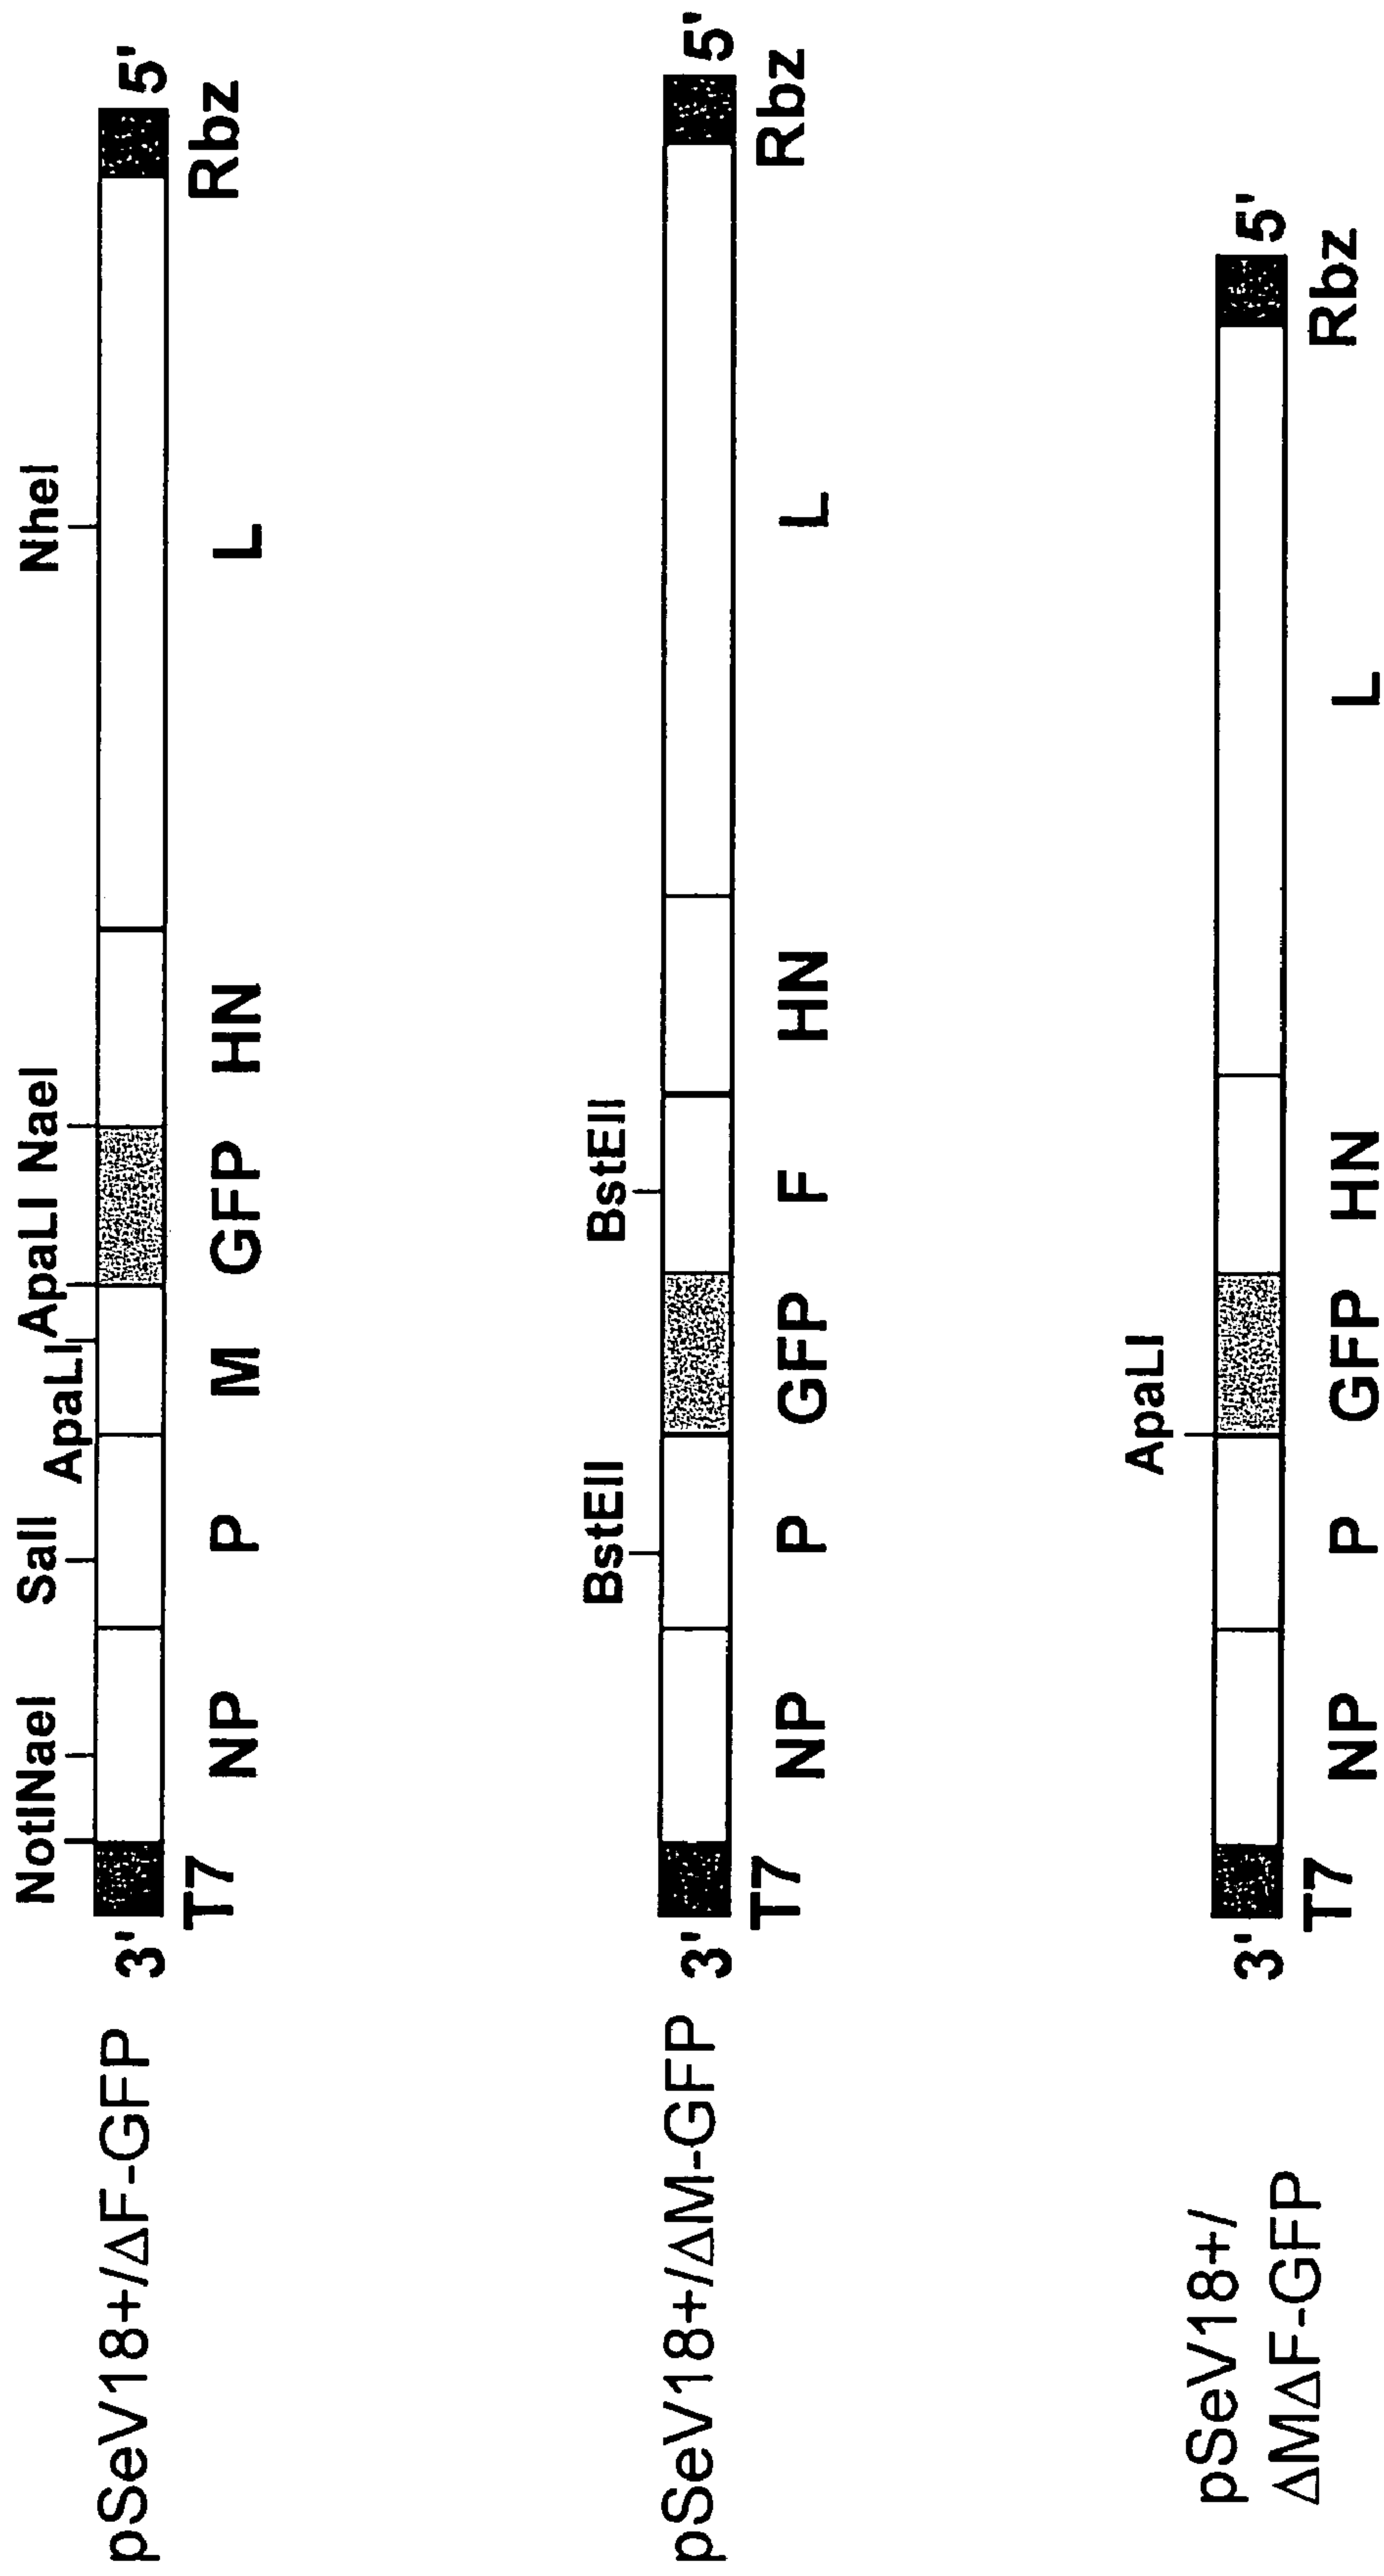 NotI NaeI SalI ApaLI ApaLI NaeI NheI
pSeV18+/ΔF-GFP 3' 5'
T7 NP P M GFP HN L Rbz
BstEII BstEII
pSeV18+/ΔM-GFP 3' 5'
T7 NP P GFP F HN L Rbz
ApaLI
pSeV18+/
ΔMΔF-GFP
3' 5'
T7 NP P GFP HN L Rbz